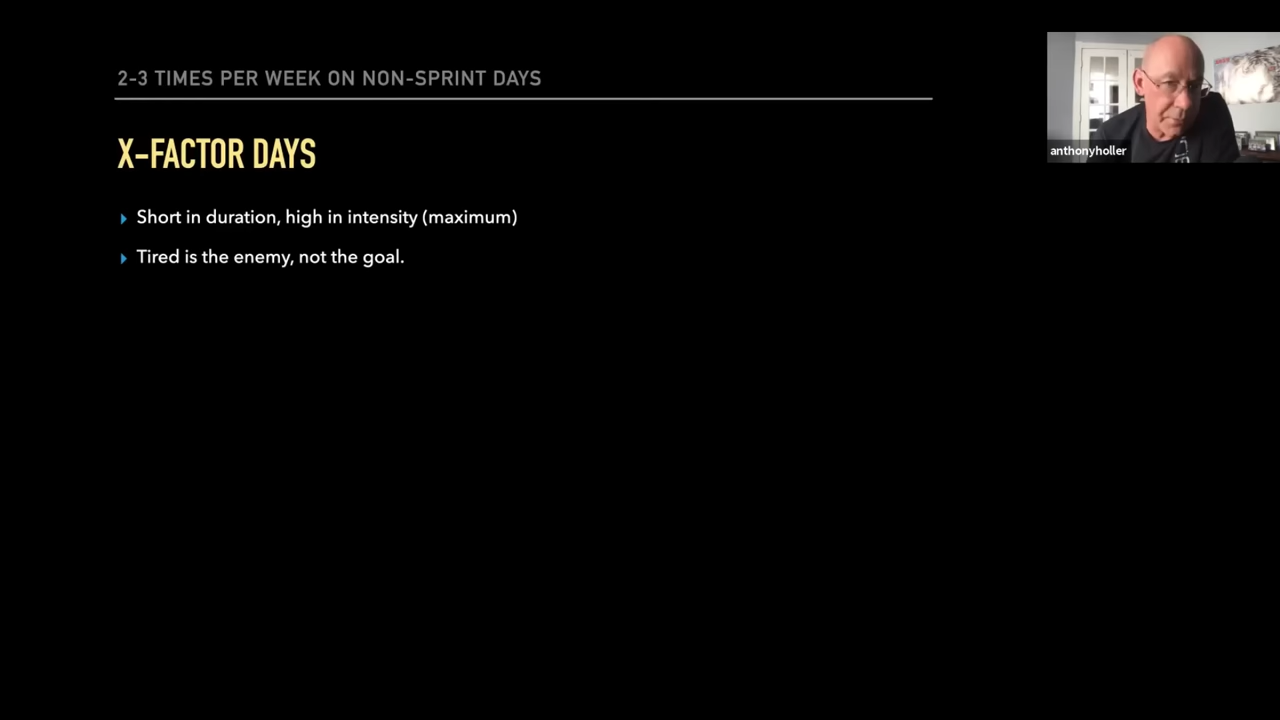 2-3 TIMES PER WEEK ON NON-SPRINT DAYS
X-FACTOR DAYS
Short in duration, high in intensity (maximum)
Tired is the enemy, not the goal.
anthonyholler